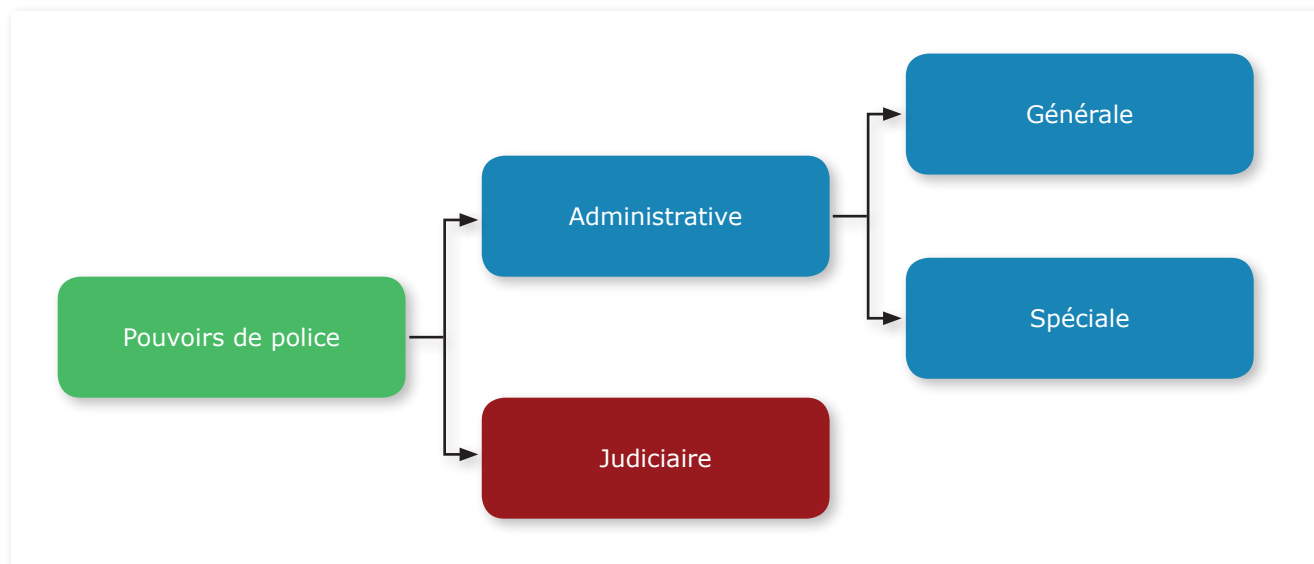 Générale
Administrative
Spéciale
Pouvoirs de police
Judiciaire